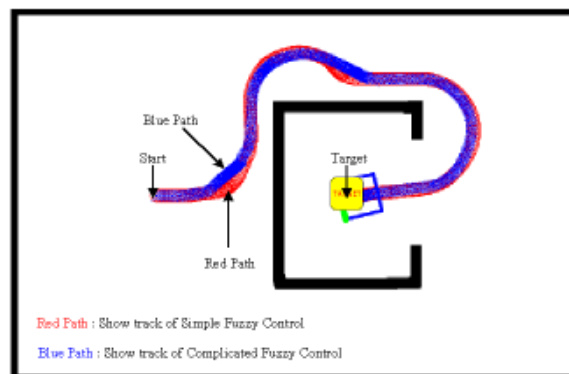 Blue Path
Start
Target
TARGET
Red Path
Red Path : Show track of Simple Fuzzy Control
Blue Path : Show track of Complicated Fuzzy Control